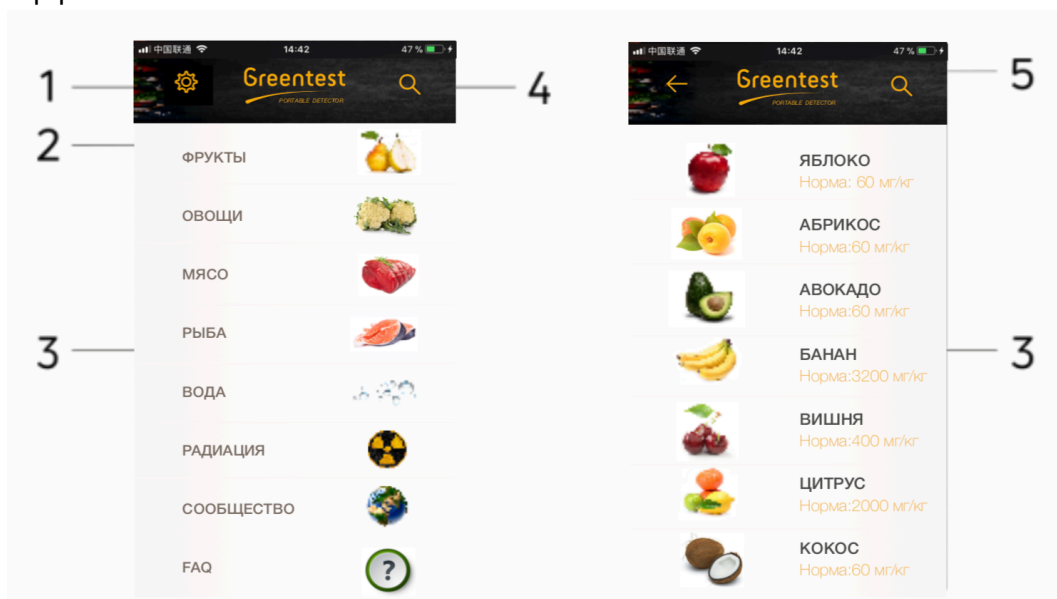 中国联通 14:42 47 %
Greentest
PORTABLE DETECTOR
ФРУКТЫ
ОВОЩИ
МЯСО
РЫБА
ВОДА
РАДИАЦИЯ
СООБЩЕСТВО
FAQ
?
1
2
3
4
中国联通 14:42 47 %
Greentest
PORTABLE DETECTOR
ЯБЛОКО
Норма: 60 мг/кг
АБРИКОС
Норма:60 мг/кг
АВОКАДО
Норма:60 мг/кг
БАНАН
Норма:3200 мг/кг
ВИШНЯ
Норма:400 мг/кг
ЦИТРУС
Норма:2000 мг/кг
КОКОС
Норма:60 мг/кг
5
3